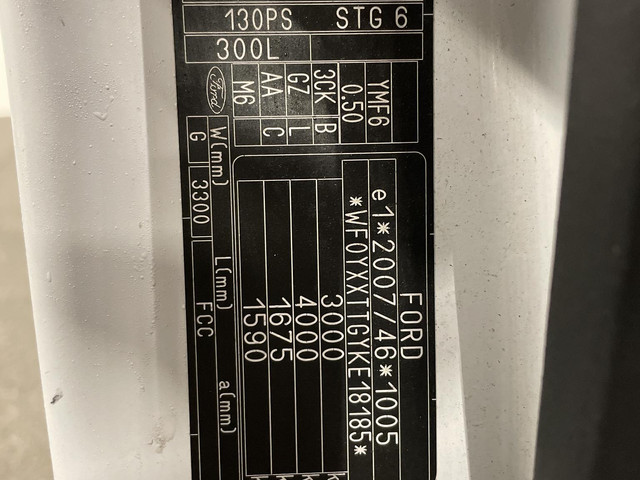 130PS STG 6
300L
YMF6
0.50
3CK B
GZ L
AA C
M6
Ford
FORD
e1*2007/46*1005
*WF0YXXTTGYKE18185*
3000
4000
1675
1590
W(mm) L(mm) a(mm)
G 3300 FCC